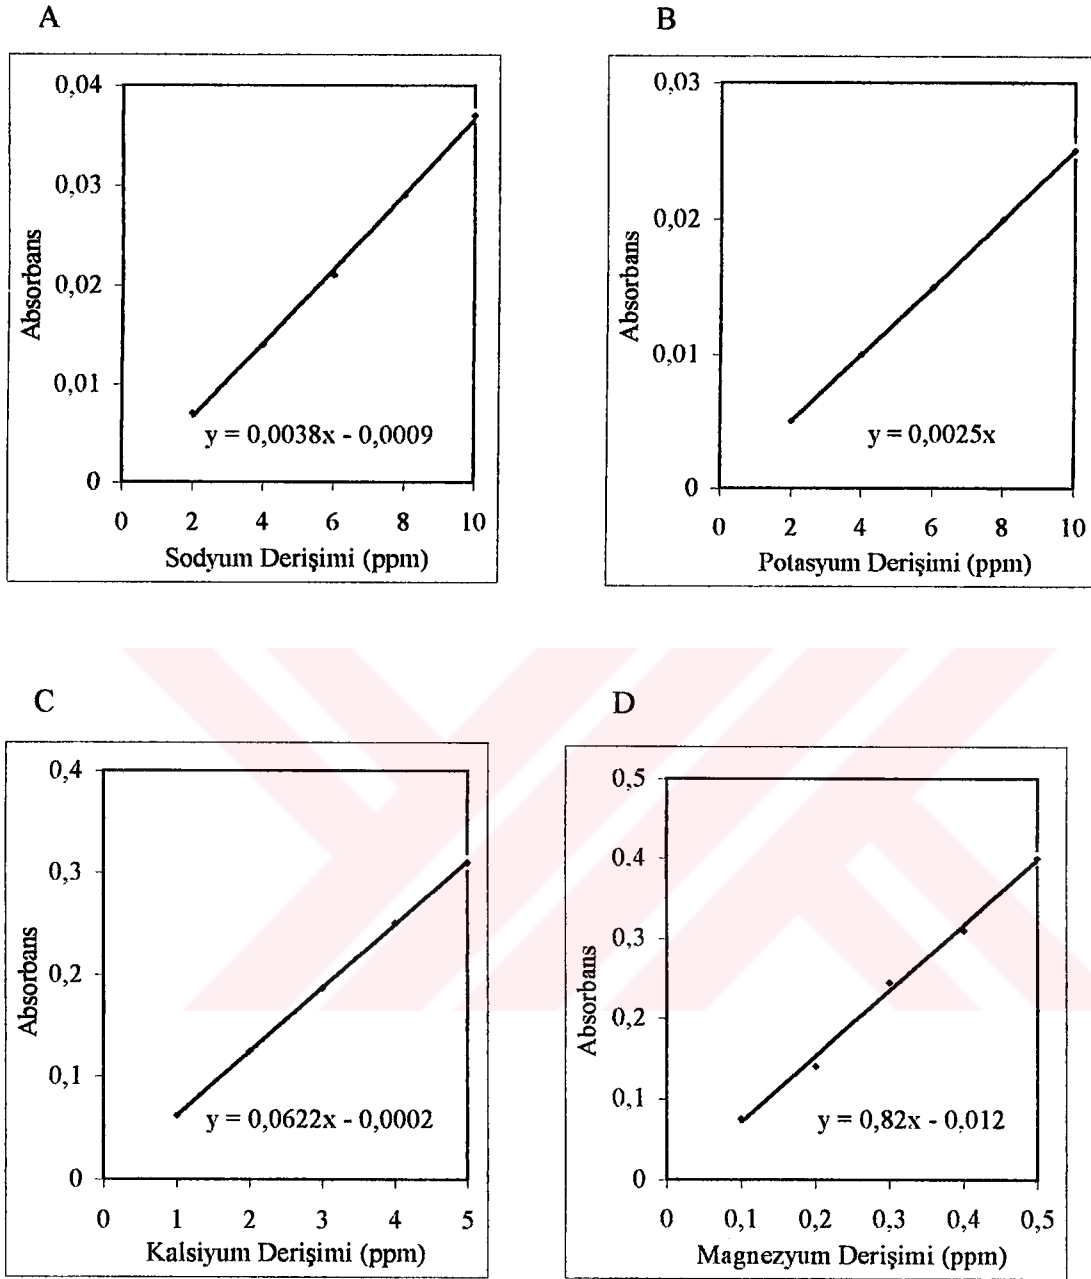 A
0,04
0,03
0,02
0,01
0
Absorbans
y = 0,0038x - 0,0009
0 2 4 6 8 10
Sodyum Derişimi (ppm)
B
0,03
0,02
0,01
0
Absorbans
y = 0,0025x
0 2 4 6 8 10
Potasyum Derişimi (ppm)
C
0,4
0,3
0,2
0,1
0
Absorbans
y = 0,0622x - 0,0002
0 1 2 3 4 5
Kalsiyum Derişimi (ppm)
D
0,5
0,4
0,3
0,2
0,1
0
Absorbans
y = 0,82x - 0,012
0 0,1 0,2 0,3 0,4 0,5
Magnezyum Derişimi (ppm)